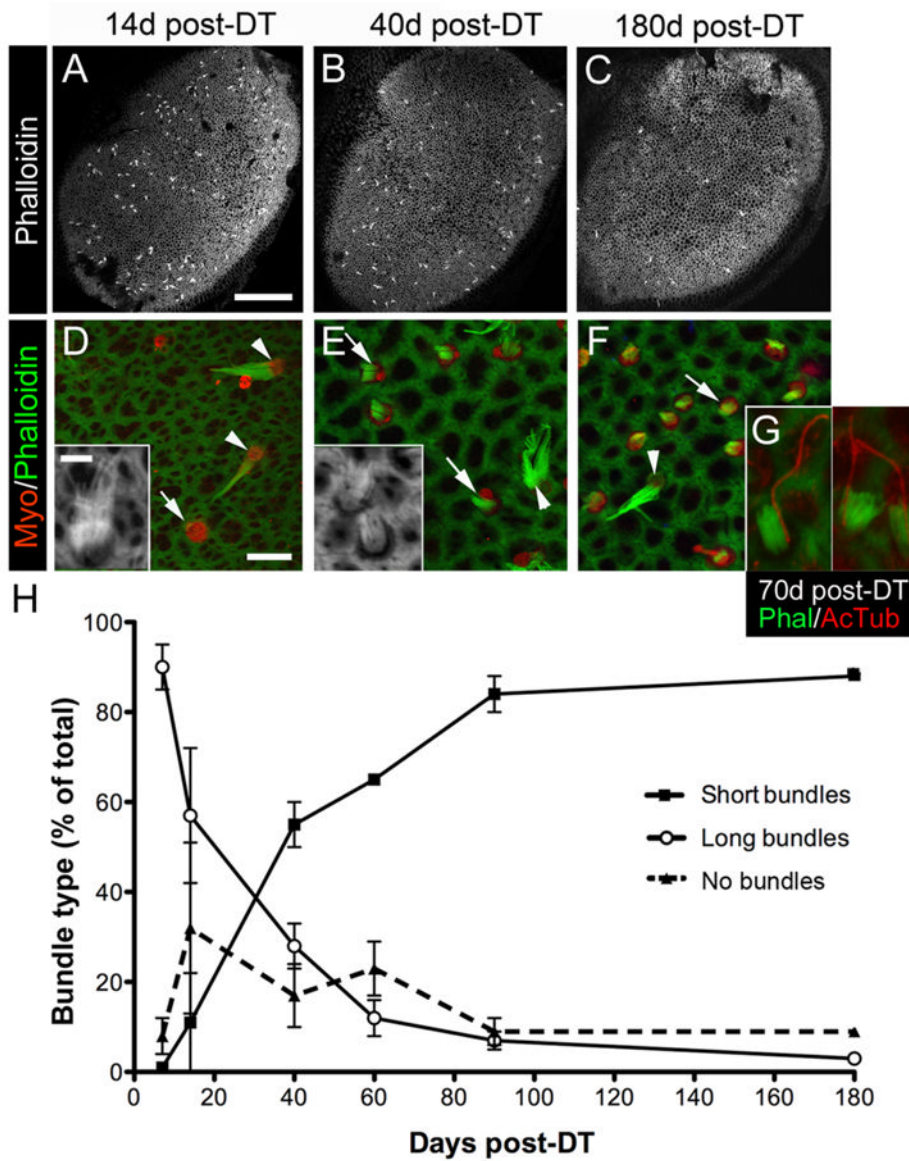 14d post-DT 40d post-DT 180d post-DT
Phalloidin
A B C
Myo/Phalloidin
D E F
G
70d post-DT
Phal/AcTub
H
Bundle type (% of total)
100
80
60
40
20
0
Short bundles
Long bundles
No bundles
0 20 40 60 80 100 120 140 160 180
Days post-DT